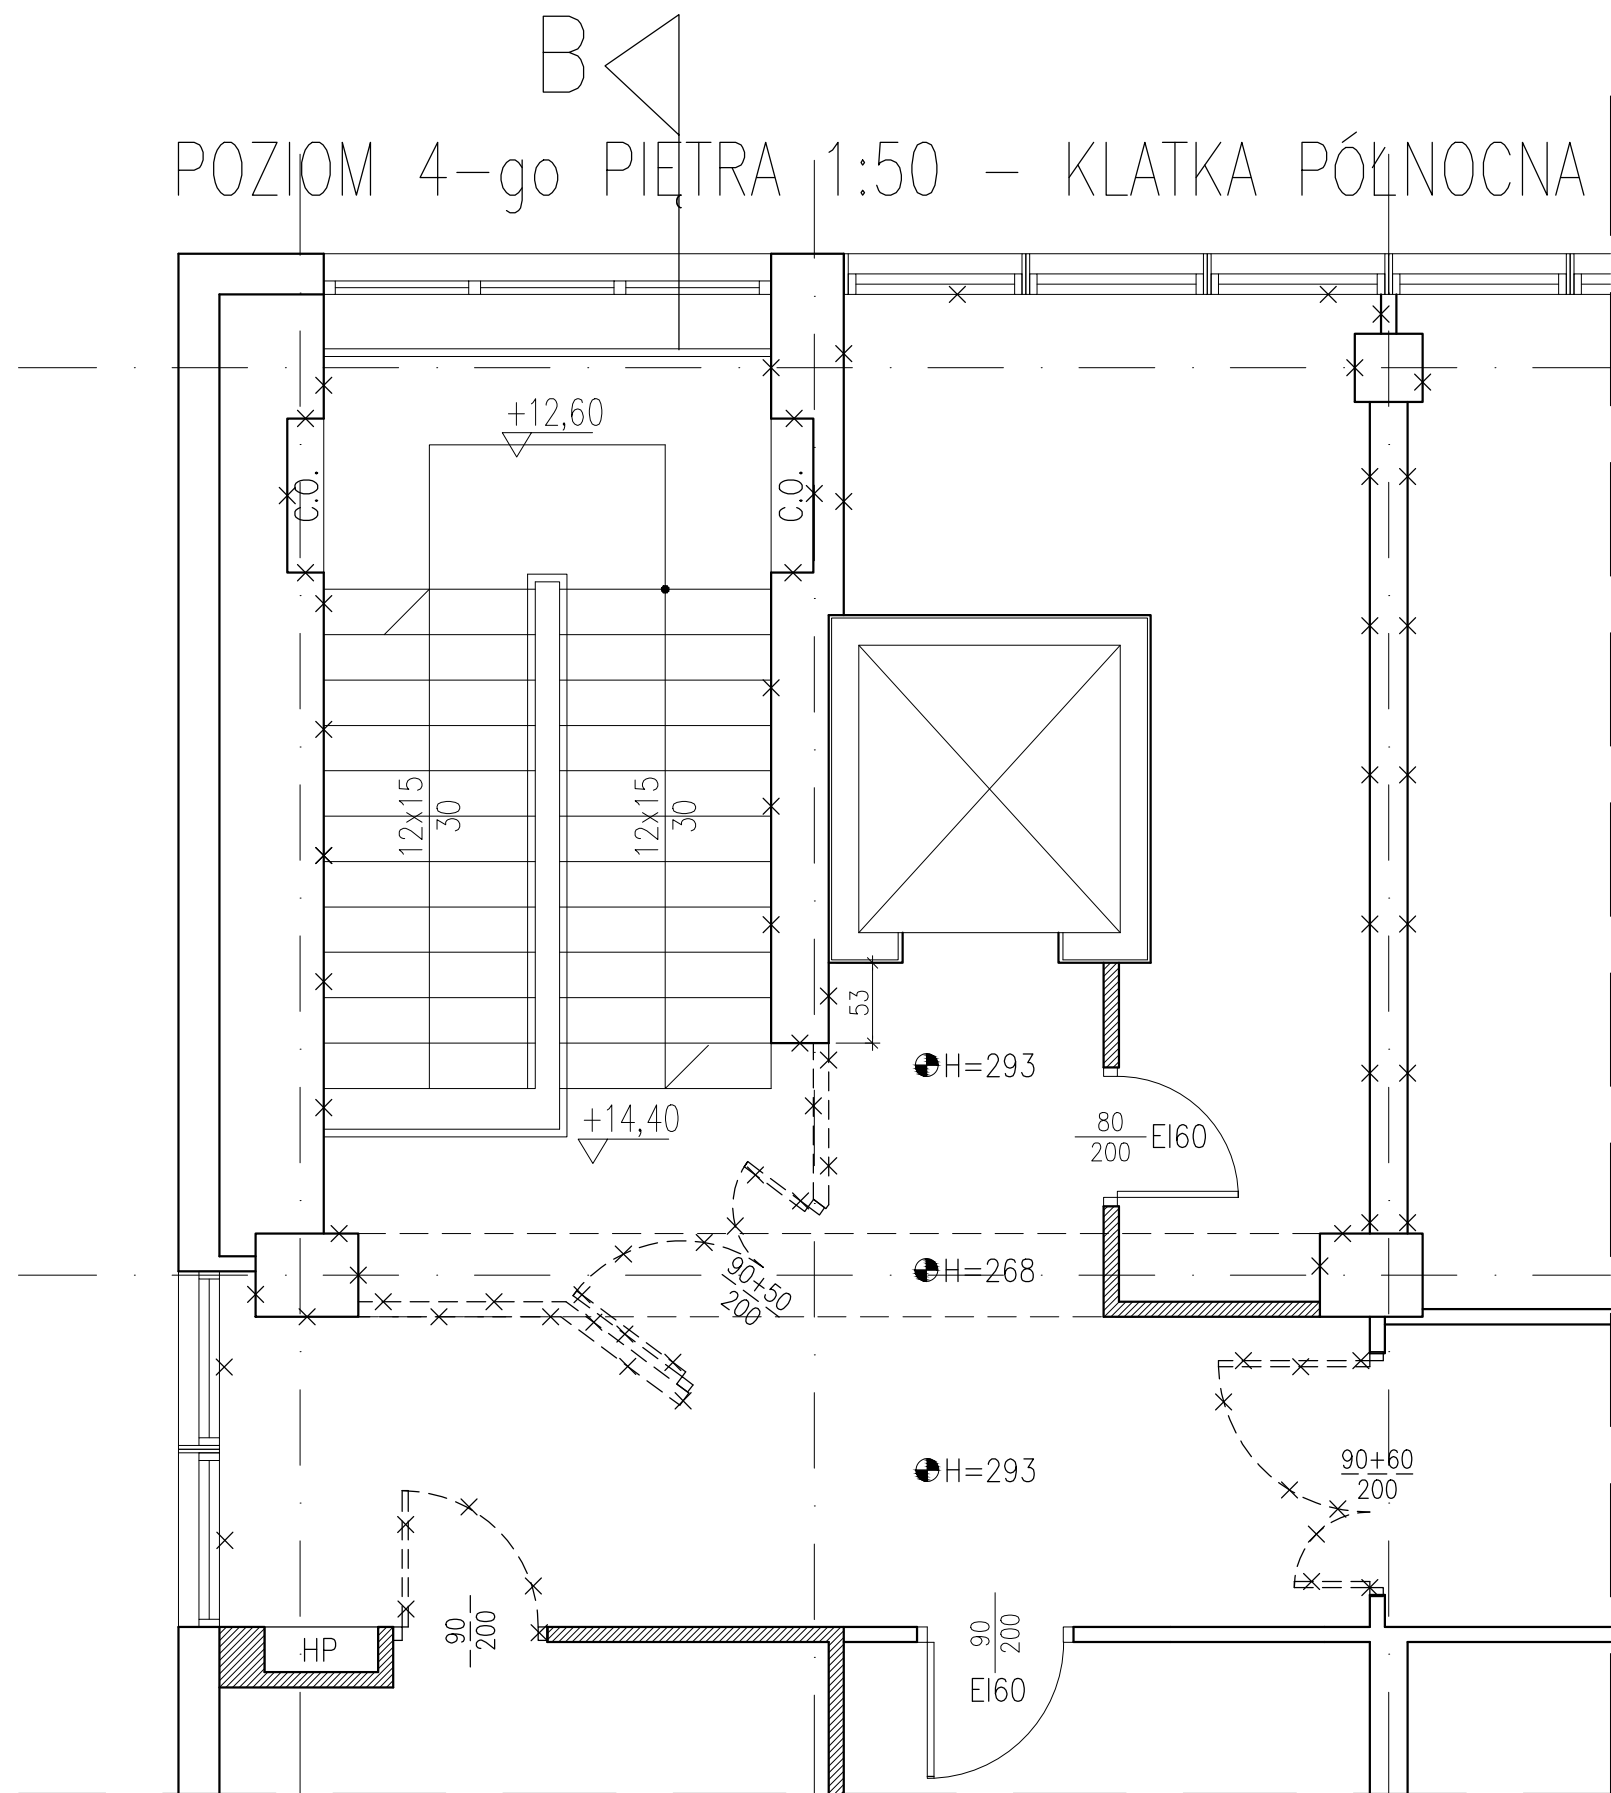 B
POZIOM 4-go PIĘTRA 1:50 - KLATKA PÓŁNOCNA
+12,60
C.O.
C.O.
12x15
30
12x15
30
53
H=293
+14,40
80
200
EI60
H=268
90+50
200
H=293
90+60
200
90
200
90
200
HP
EI60